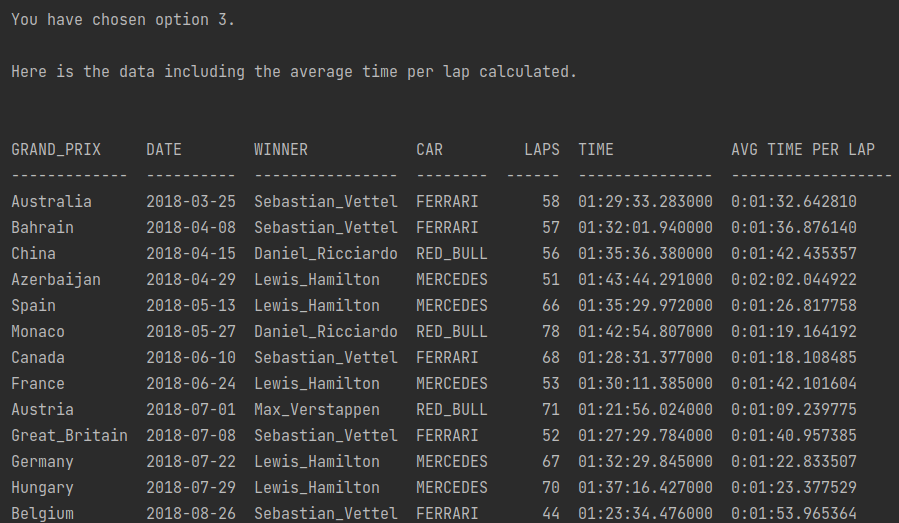 You have chosen option 3.
Here is the data including the average time per lap calculated.
GRAND_PRIX DATE WINNER CAR LAPS TIME AVG TIME PER LAP
------------- ---------- ---------------- -------- ------ --------------- ------------------
Australia 2018-03-25 Sebastian_Vettel FERRARI 58 01:29:33.283000 0:01:32.642810
Bahrain 2018-04-08 Sebastian_Vettel FERRARI 57 01:32:01.940000 0:01:36.876140
China 2018-04-15 Daniel_Ricciardo RED_BULL 56 01:35:36.380000 0:01:42.435357
Azerbaijan 2018-04-29 Lewis_Hamilton MERCEDES 51 01:43:44.291000 0:02:02.044922
Spain 2018-05-13 Lewis_Hamilton MERCEDES 66 01:35:29.972000 0:01:26.817758
Monaco 2018-05-27 Daniel_Ricciardo RED_BULL 78 01:42:54.807000 0:01:19.164192
Canada 2018-06-10 Sebastian_Vettel FERRARI 68 01:28:31.377000 0:01:18.108485
France 2018-06-24 Lewis_Hamilton MERCEDES 53 01:30:11.385000 0:01:42.101604
Austria 2018-07-01 Max_Verstappen RED_BULL 71 01:21:56.024000 0:01:09.239775
Great_Britain 2018-07-08 Sebastian_Vettel FERRARI 52 01:27:29.784000 0:01:40.957385
Germany 2018-07-22 Lewis_Hamilton MERCEDES 67 01:32:29.845000 0:01:22.833507
Hungary 2018-07-29 Lewis_Hamilton MERCEDES 70 01:37:16.427000 0:01:23.377529
Belgium 2018-08-26 Sebastian_Vettel FERRARI 44 01:23:34.476000 0:01:53.965364